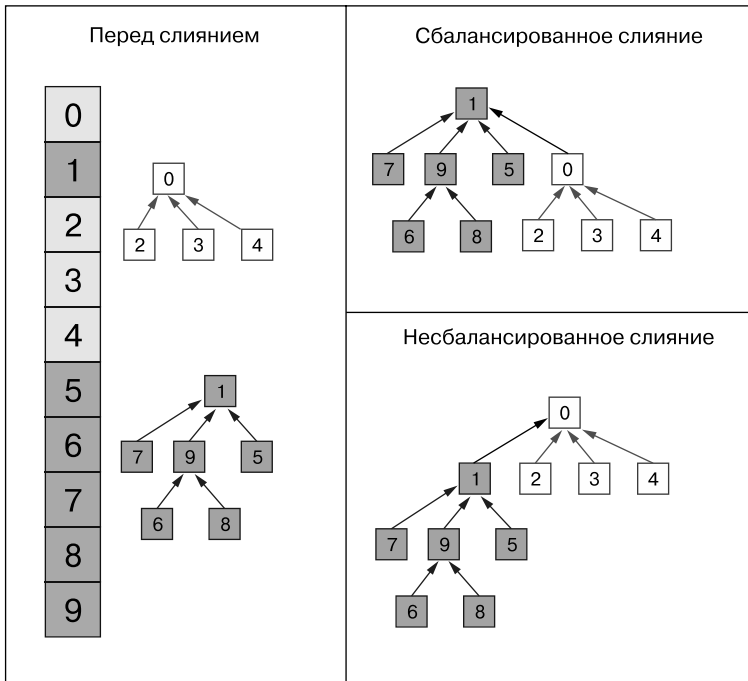 Перед слиянием
0
1
2
3
4
5
6
7
8
9
0
2 3 4
1
7 9 5
6 8
Сбалансированное слияние
1
7 9 5 0
6 8 2 3 4
Несбалансированное слияние
0
1 2 3 4
7 9 5
6 8